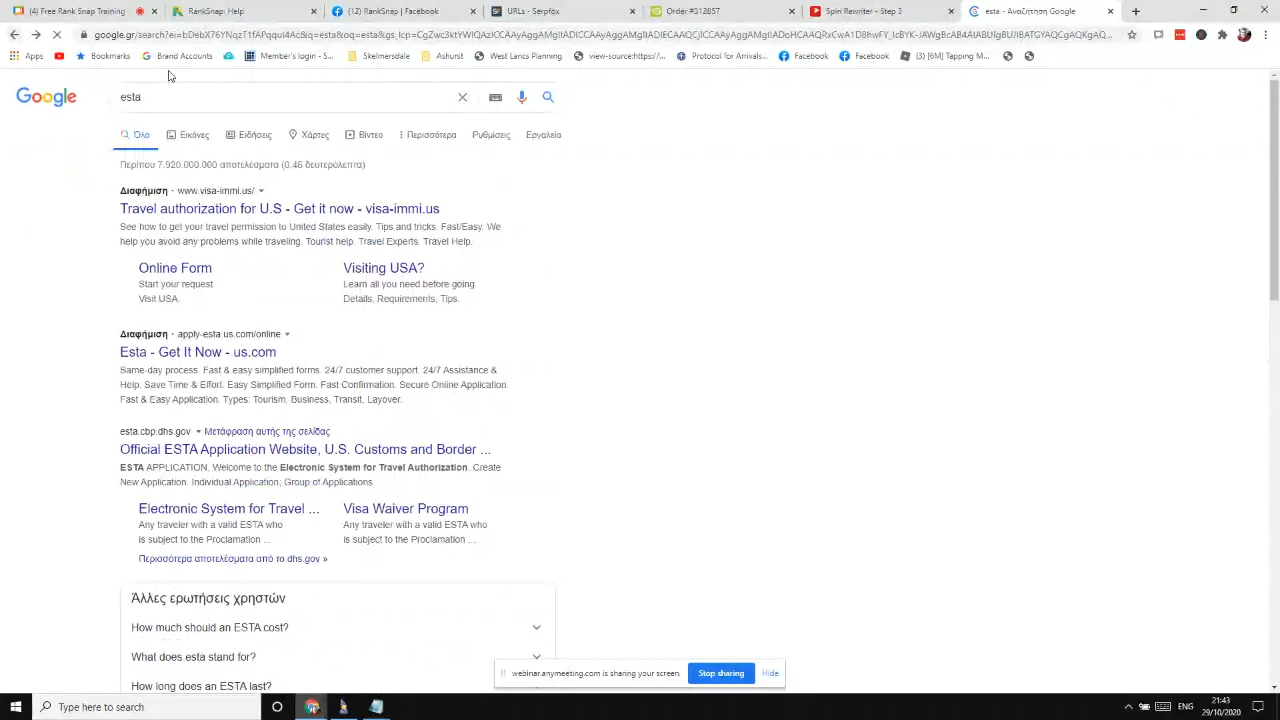 (4) Free Rank Snap Training
RankSnap: Help
(12) RankSnap | Facebook
URLs - Serpfox
Order #312857
Spin Rewriter - Step 3
esta - Αναζήτηση Google
Apps
Bookmarks
Brand Accounts
Member's login - S...
Skelmersdale
Ashurst
West Lancs Planning
view-source:https://...
Protocol for Arrivals...
Facebook
Facebook
[3] [6M] Tapping M...
Google
esta
Όλα
Εικόνες
Ειδήσεις
Χάρτες
Βίντεο
Περισσότερα
Ρυθμίσεις
Εργαλεία
Περίπου 7.920.000.000 αποτελέσματα (0,46 δευτερόλεπτα)
Διαφήμιση · www.visa-immi.us/
Travel authorization for U.S - Get it now - visa-immi.us
See how to get your travel permission to United States easily. Tips and tricks. Fast/Easy. We
help you avoid any problems while traveling. Tourist help. Travel Experts. Travel Help.
Online Form
Start your request
Visit USA.
Visiting USA?
Learn all you need before going.
Details, Requirements, Tips.
Διαφήμιση · apply-esta.us.com/online
Esta - Get It Now - us.com
Same-day process. Fast & easy simplified forms. 24/7 customer support. 24/7 Assistance &
Help. Save Time & Effort. Easy Simplified Form. Fast Confirmation. Secure Online Application.
Fast & Easy Application. Types: Tourism, Business, Transit, Layover.
esta.cbp.dhs.gov Μετάφραση αυτής της σελίδας
Official ESTA Application Website, U.S. Customs and Border ...
ESTA APPLICATION. Welcome to the Electronic System for Travel Authorization. Create
New Application. Individual Application; Group of Applications.
Electronic System for Travel ...
Any traveler with a valid ESTA who
is subject to the Proclamation ...
Visa Waiver Program
Any traveler with a valid ESTA who
is subject to the Proclamation ...
Περισσότερα αποτελέσματα από το dhs.gov »
Άλλες ερωτήσεις χρηστών
How much should an ESTA cost?
What does esta stand for?
How long does an ESTA last?
webinar.anymeeting.com is sharing your screen.
Stop sharing
Hide
Type here to search
ENG
21:43
29/10/2020